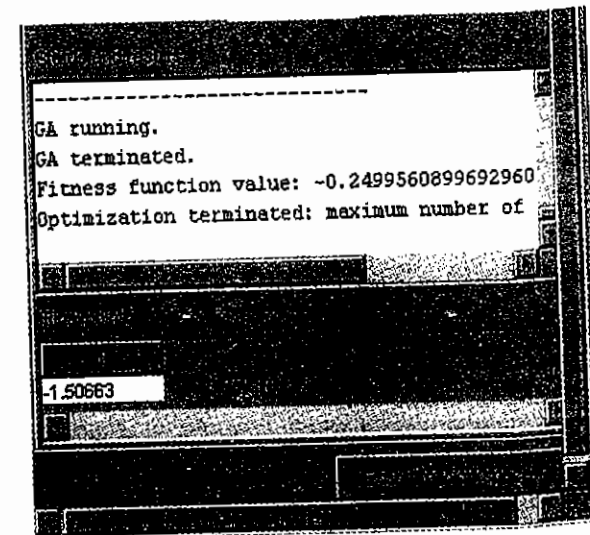 GA running.
GA terminated.
Fitness function value: ~0.2499560899692960
Optimization terminated: maximum number of
-1.50663